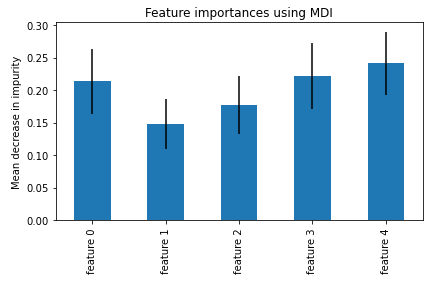 Feature importances using MDI
Mean decrease in impurity
0.30
0.25
0.20
0.15
0.10
0.05
0.00
feature 0
feature 1
feature 2
feature 3
feature 4